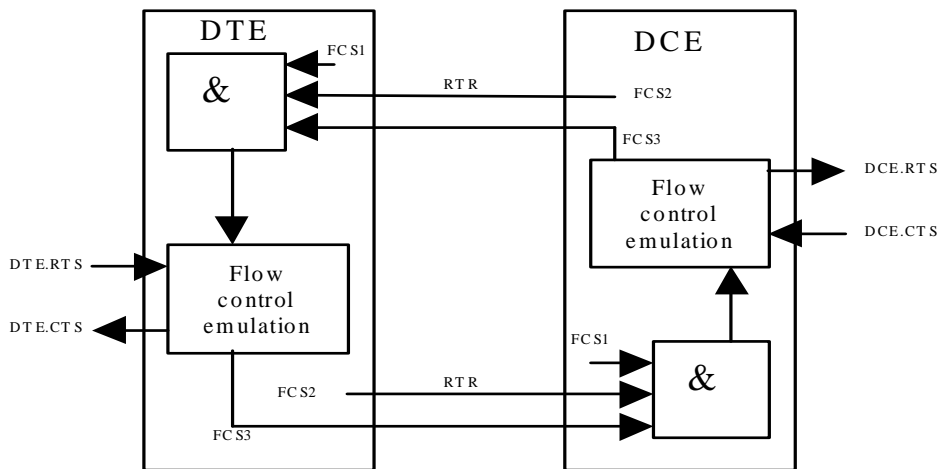 DTE
DCE
FCS1
&
RTR
FCS2
FCS3
DCE.RTS
Flow
control
emulation
DCE.CTS
DTE.RTS
Flow
control
emulation
DTE.CTS
FCS1
&
RTR
FCS2
FCS3